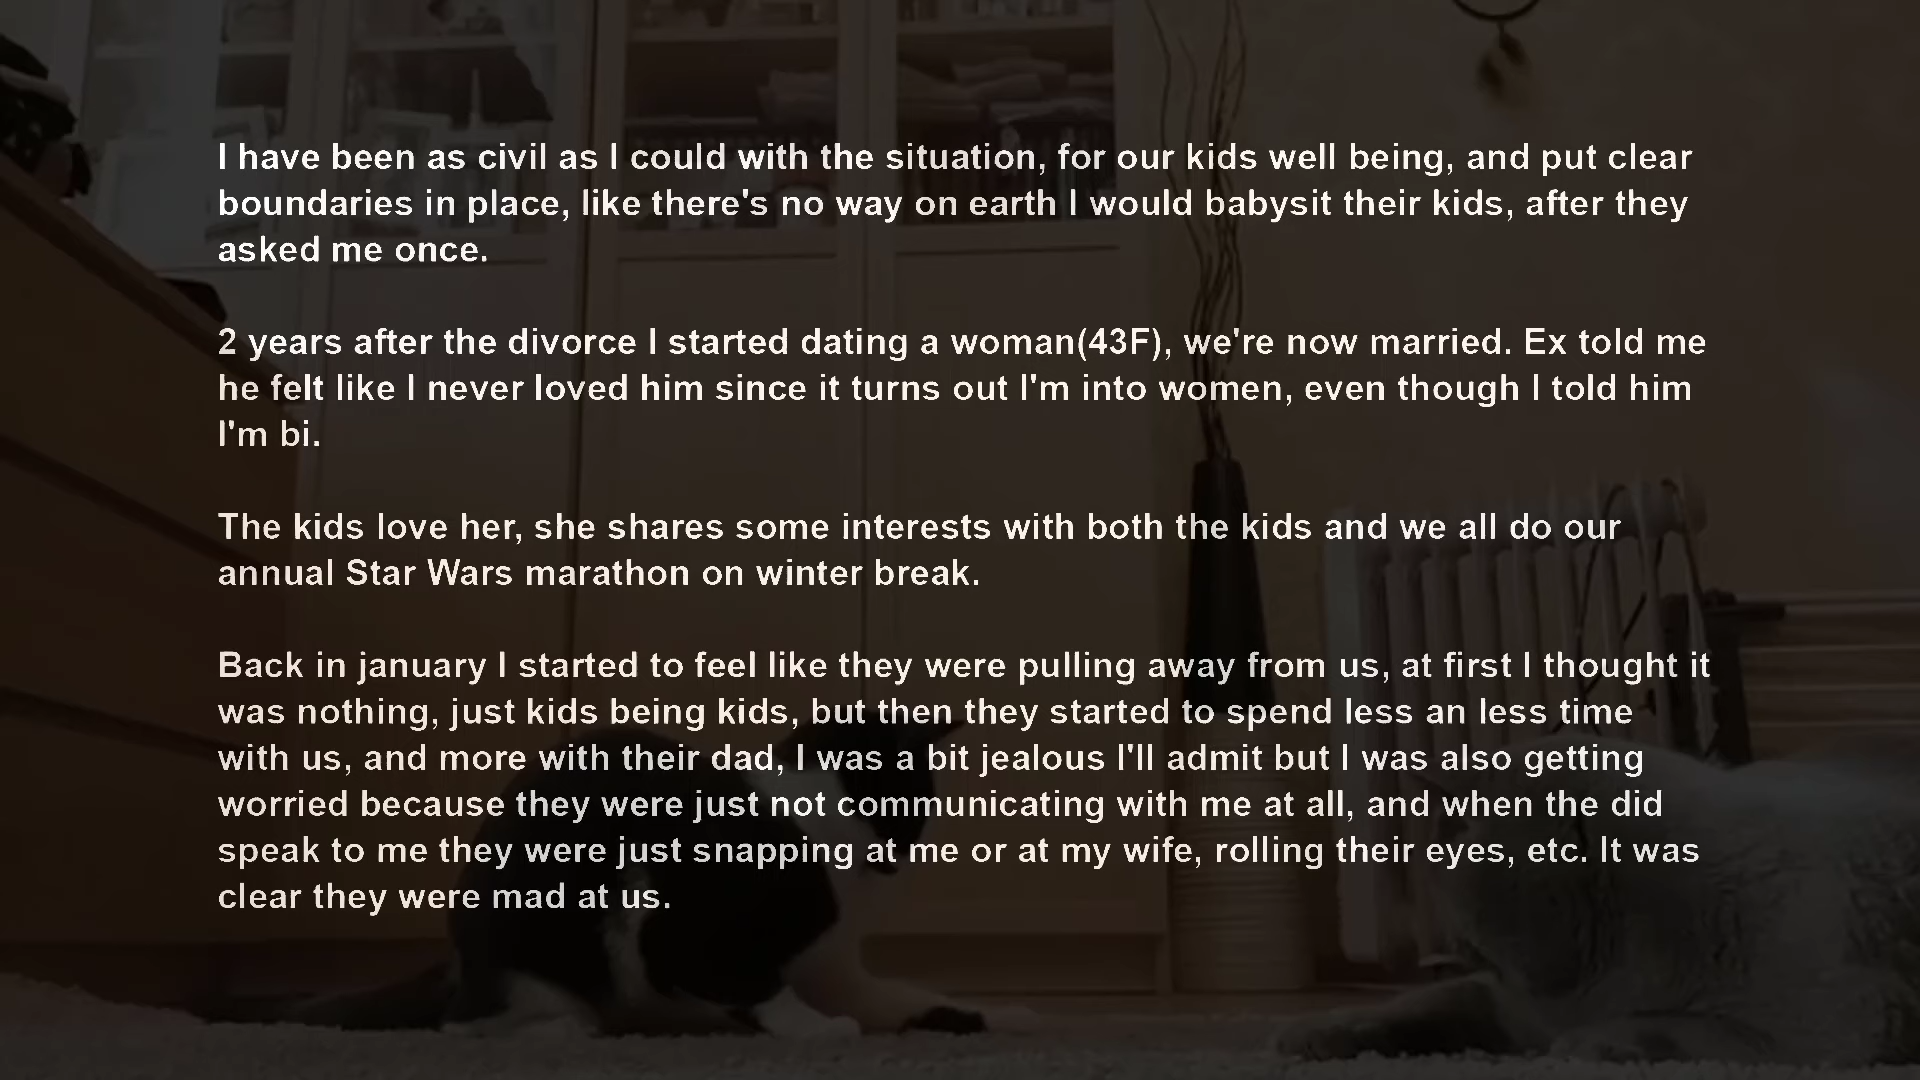 I have been as civil as I could with the situation, for our kids well being, and put clear
boundaries in place, like there's no way on earth I would babysit their kids, after they
asked me once.
2 years after the divorce I started dating a woman(43F), we're now married. Ex told me
he felt like I never loved him since it turns out I'm into women, even though I told him
I'm bi.
The kids love her, she shares some interests with both the kids and we all do our
annual Star Wars marathon on winter break.
Back in january I started to feel like they were pulling away from us, at first I thought it
was nothing, just kids being kids, but then they started to spend less an less time
with us, and more with their dad, I was a bit jealous I'll admit but I was also getting
worried because they were just not communicating with me at all, and when the did
speak to me they were just snapping at me or at my wife, rolling their eyes, etc. It was
clear they were mad at us.